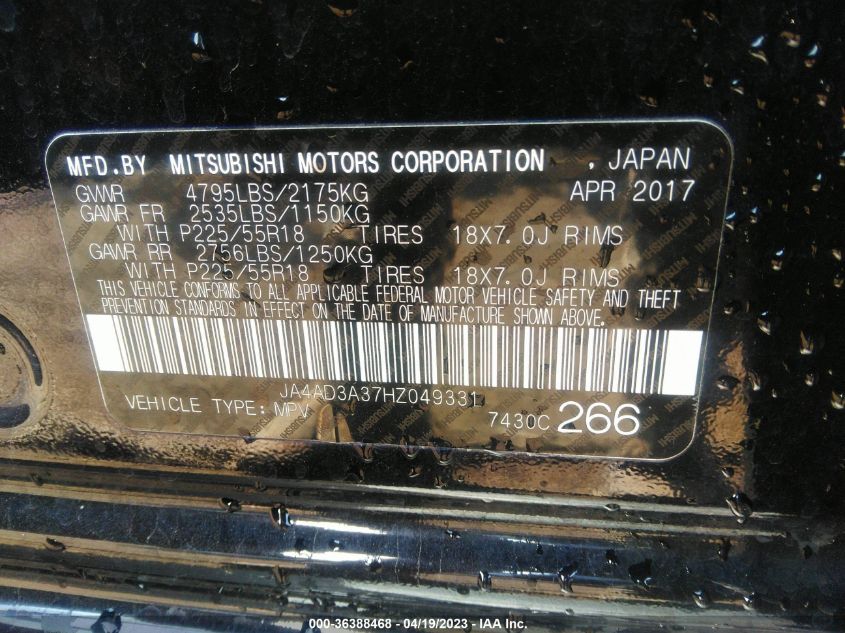 MFD.BY MITSUBISHI MOTORS CORPORATION , JAPAN
GVWR 4795LBS/2175KG APR 2017
GAWR FR 2535LBS/1150KG
WITH P225/55R18 TIRES 18X7.0J RIMS
GAWR RR 2756LBS/1250KG
WITH P225/55R18 TIRES 18X7.0J RIMS
THIS VEHICLE CONFORMS TO ALL APPLICABLE FEDERAL MOTOR VEHICLE SAFETY AND THEFT
PREVENTION STANDARDS IN EFFECT ON THE DATE OF MANUFACTURE SHOWN ABOVE.
JA4AD3A37HZ049331
VEHICLE TYPE: MPV 7430C 266
000-36388468 - 04/19/2023 - IAA Inc.